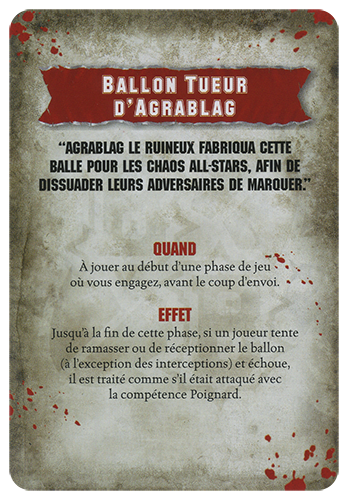 BALLON TUEUR
D'AGRABLAG
“AGRABLAG LE RUINEUX FABRIQUA CETTE
BALLE POUR LES CHAOS ALL-STARS, AFIN DE
DISSUADER LEURS ADVERSAIRES DE MARQUER.”
QUAND
À jouer au début d'une phase de jeu
où vous engagez, avant le coup d'envoi.
EFFET
Jusqu'à la fin de cette phase, si un joueur tente
de ramasser ou de réceptionner le ballon
(à l'exception des interceptions) et échoue,
il est traité comme s'il était attaqué avec
la compétence Poignard.